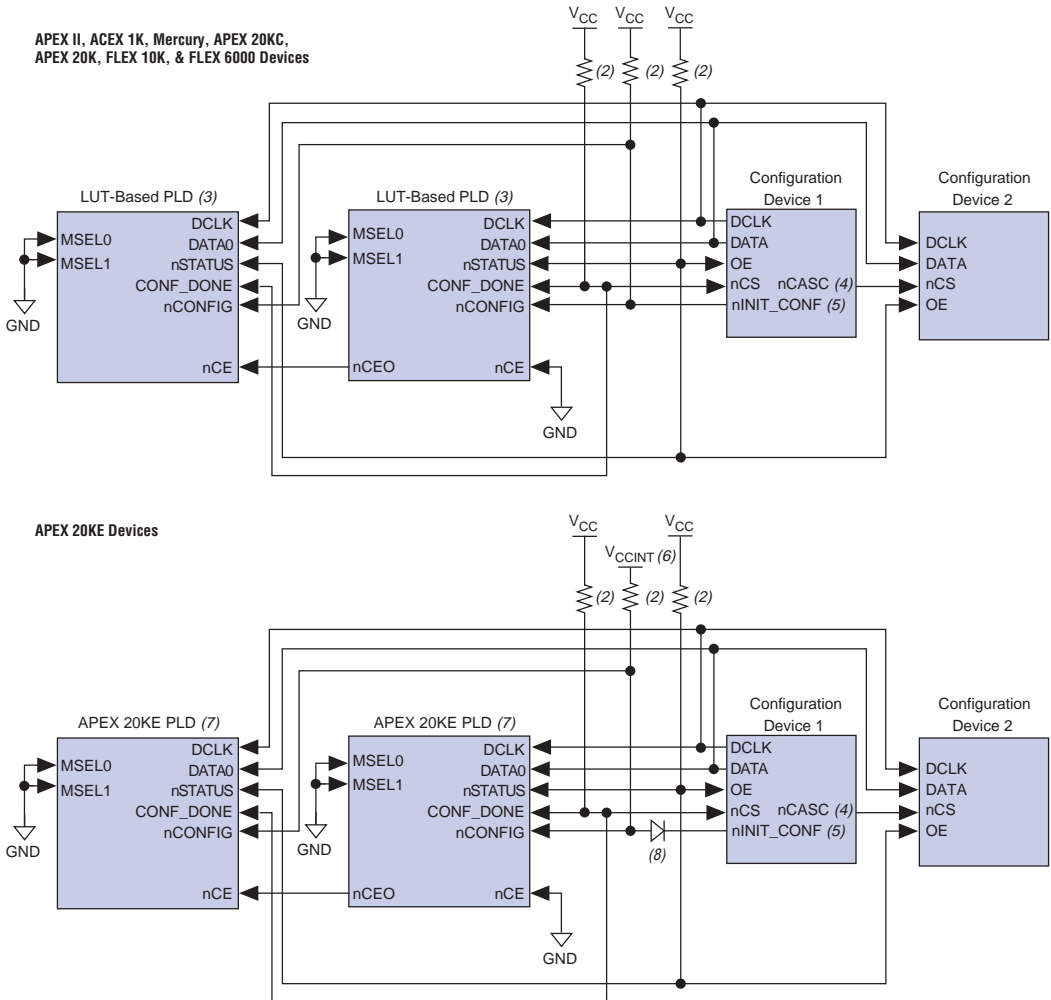 APEX II, ACEX 1K, Mercury, APEX 20KC,
APEX 20K, FLEX 10K, & FLEX 6000 Devices
VCC
VCC
VCC
(2)
(2)
(2)
LUT-Based PLD (3)
MSEL0
MSEL1
GND
DCLK
DATA0
nSTATUS
CONF_DONE
nCONFIG
nCE
LUT-Based PLD (3)
MSEL0
MSEL1
GND
DCLK
DATA0
nSTATUS
CONF_DONE
nCONFIG
nCEO
nCE
GND
Configuration
Device 1
DCLK
DATA
OE
nCS
nCASC (4)
nINIT_CONF (5)
Configuration
Device 2
DCLK
DATA
nCS
OE
APEX 20KE Devices
VCC
VCCINT (6)
VCC
(2)
(2)
(2)
APEX 20KE PLD (7)
MSEL0
MSEL1
GND
DCLK
DATA0
nSTATUS
CONF_DONE
nCONFIG
nCE
APEX 20KE PLD (7)
MSEL0
MSEL1
GND
DCLK
DATA0
nSTATUS
CONF_DONE
nCONFIG
nCEO
nCE
GND
(8)
Configuration
Device 1
DCLK
DATA
OE
nCS
nCASC (4)
nINIT_CONF (5)
Configuration
Device 2
DCLK
DATA
nCS
OE